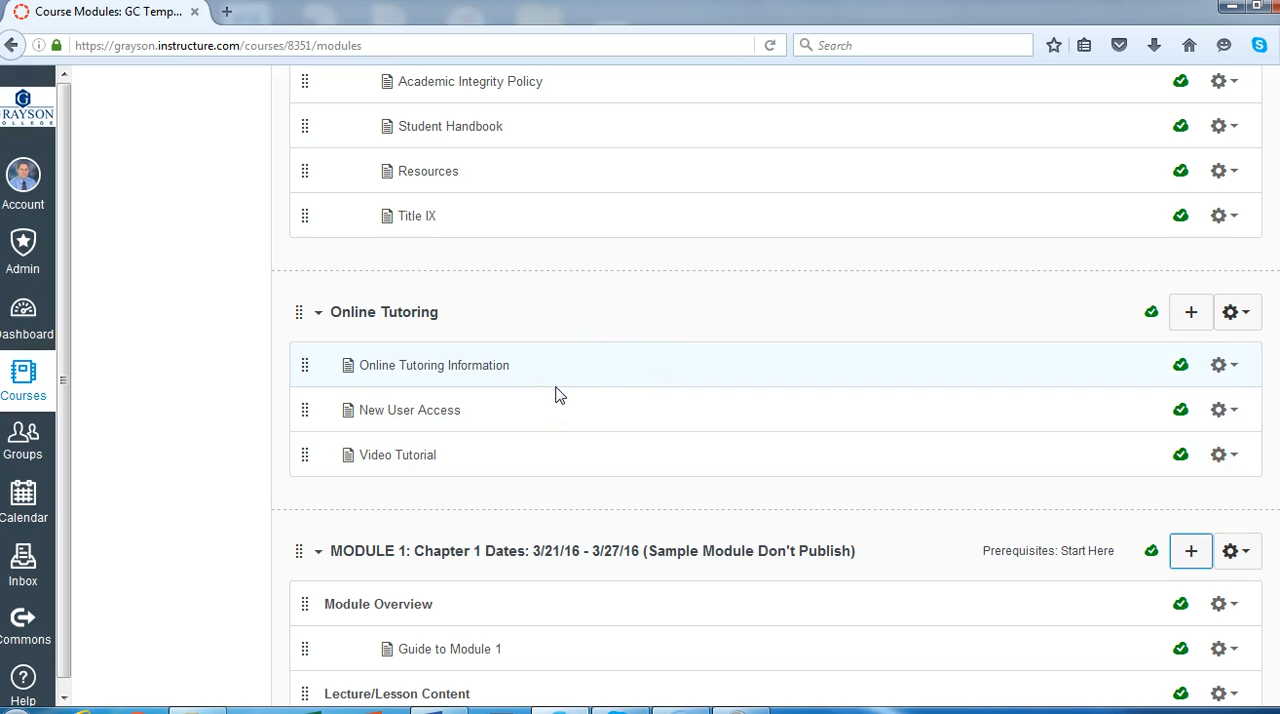 Course Modules: GC Temp...
https://grayson.instructure.com/courses/8351/modules
Search
GRAYSON
COLLEGE
Account
Admin
Dashboard
Courses
Groups
Calendar
Inbox
Commons
Help
Academic Integrity Policy
Student Handbook
Resources
Title IX
Online Tutoring
Online Tutoring Information
New User Access
Video Tutorial
MODULE 1: Chapter 1 Dates: 3/21/16 - 3/27/16 (Sample Module Don't Publish)
Prerequisites: Start Here
Module Overview
Guide to Module 1
Lecture/Lesson Content